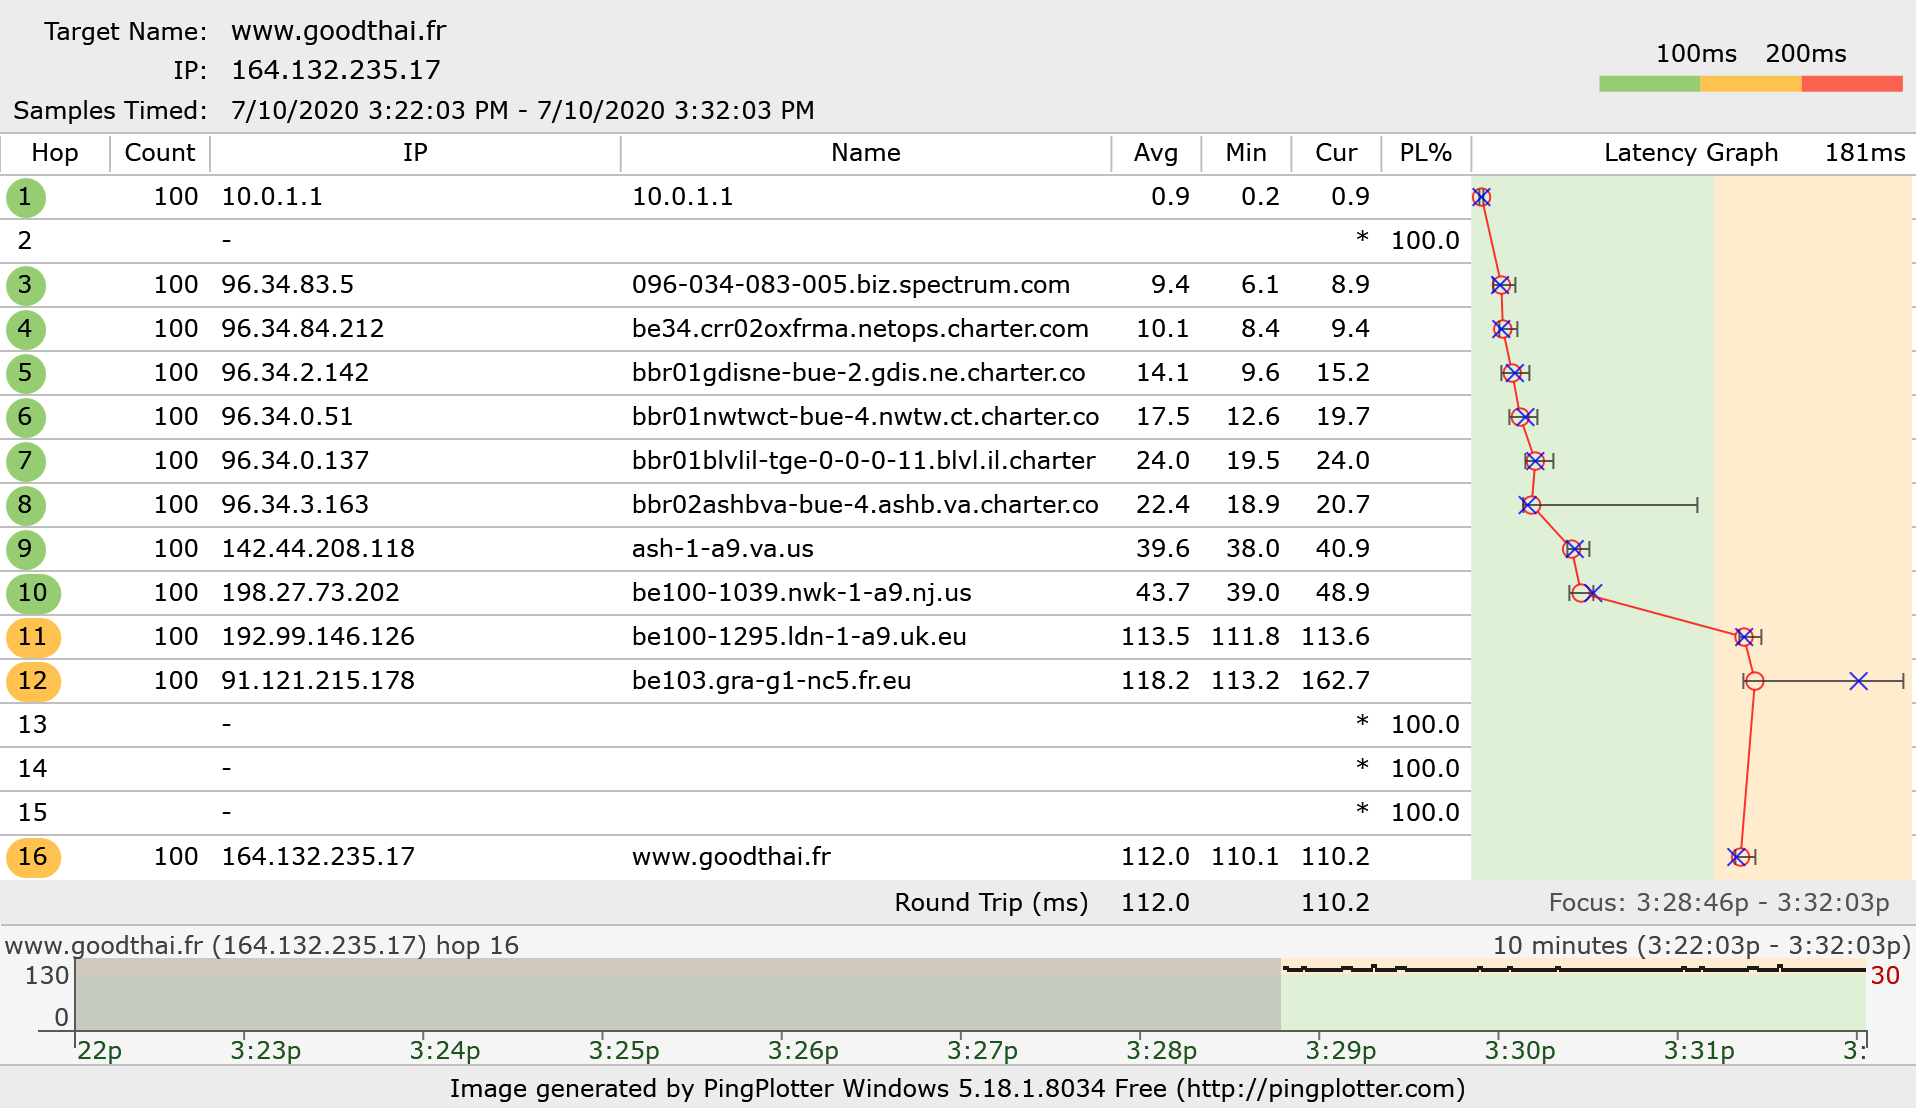 Target Name: www.goodthai.fr
IP: 164.132.235.17
Samples Timed: 7/10/2020 3:22:03 PM - 7/10/2020 3:32:03 PM
100ms 200ms
Hop Count IP Name Avg Min Cur PL% Latency Graph 181ms
1 100 10.0.1.1 10.0.1.1 0.9 0.2 0.9
2 - * 100.0
3 100 96.34.83.5 096-034-083-005.biz.spectrum.com 9.4 6.1 8.9
4 100 96.34.84.212 be34.crr02oxfrma.netops.charter.com 10.1 8.4 9.4
5 100 96.34.2.142 bbr01gdisne-bue-2.gdis.ne.charter.co 14.1 9.6 15.2
6 100 96.34.0.51 bbr01nwtwct-bue-4.nwtw.ct.charter.co 17.5 12.6 19.7
7 100 96.34.0.137 bbr01blvlil-tge-0-0-0-11.blvl.il.charter 24.0 19.5 24.0
8 100 96.34.3.163 bbr02ashbva-bue-4.ashb.va.charter.co 22.4 18.9 20.7
9 100 142.44.208.118 ash-1-a9.va.us 39.6 38.0 40.9
10 100 198.27.73.202 be100-1039.nwk-1-a9.nj.us 43.7 39.0 48.9
11 100 192.99.146.126 be100-1295.ldn-1-a9.uk.eu 113.5 111.8 113.6
12 100 91.121.215.178 be103.gra-g1-nc5.fr.eu 118.2 113.2 162.7
13 - * 100.0
14 - * 100.0
15 - * 100.0
16 100 164.132.235.17 www.goodthai.fr 112.0 110.1 110.2
Round Trip (ms) 112.0 110.2 Focus: 3:28:46p - 3:32:03p
www.goodthai.fr (164.132.235.17) hop 16 10 minutes (3:22:03p - 3:32:03p)
130 30
0
22p 3:23p 3:24p 3:25p 3:26p 3:27p 3:28p 3:29p 3:30p 3:31p 3:
Image generated by PingPlotter Windows 5.18.1.8034 Free (http://pingplotter.com)